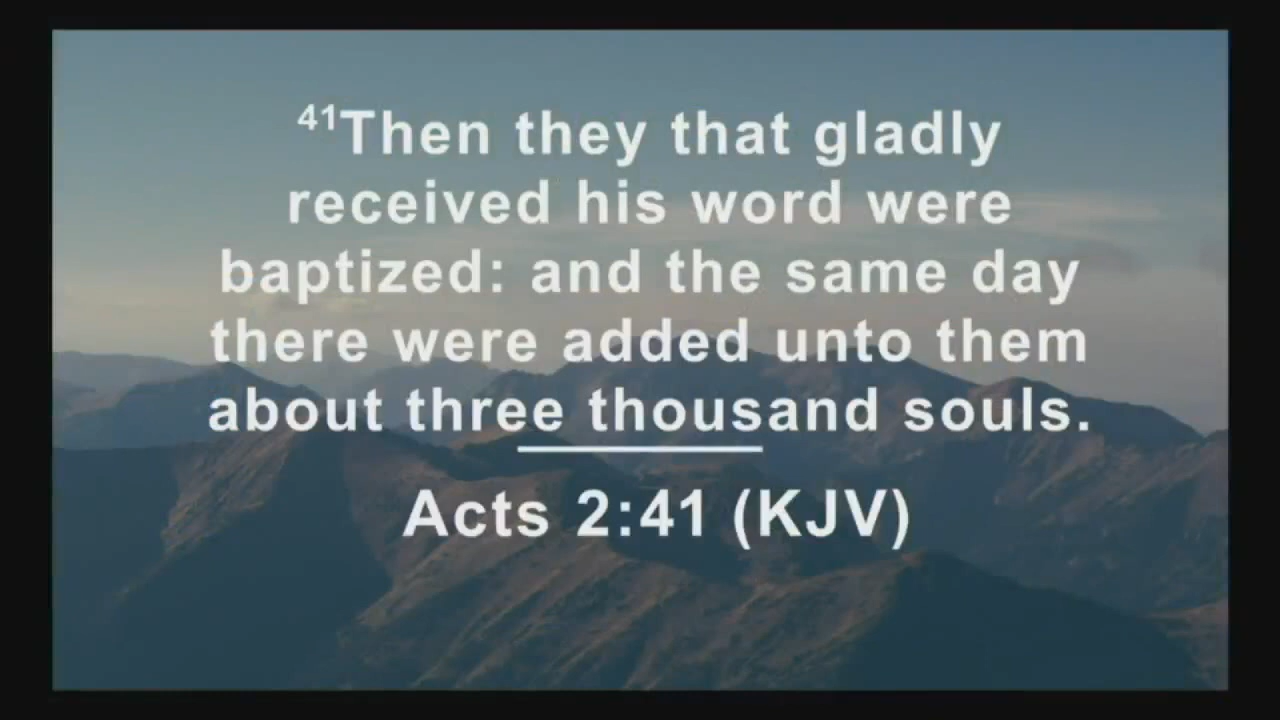 41Then they that gladly
received his word were
baptized: and the same day
there were added unto them
about three thousand souls.
Acts 2:41 (KJV)